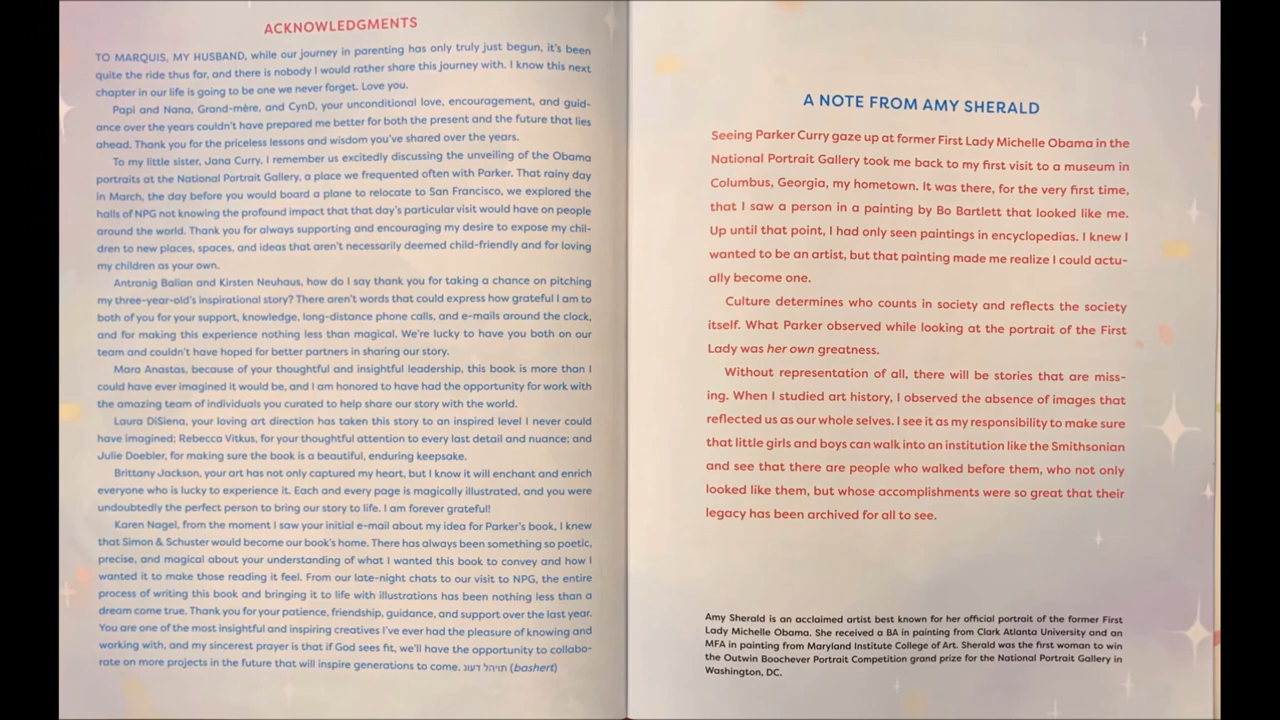 ACKNOWLEDGMENTS
TO MARQUIS, MY HUSBAND, while our journey in parenting has only truly just begun, it's been
quite the ride thus far, and there is nobody I would rather share this journey with. I know this next
chapter in our life is going to be one we never forget. Love you.
Papi and Nana, Grand-mère, and CynD, your unconditional love, encouragement, and guid-
ance over the years couldn't have prepared me better for both the present and the future that lies
ahead. Thank you for the priceless lessons and wisdom you've shared over the years.
To my little sister, Jana Curry, I remember us excitedly discussing the unveiling of the Obama
portraits at the National Portrait Gallery, a place we frequented often with Parker. That rainy day
in March, the day before you would board a plane to relocate to San Francisco, we explored the
halls of NPG not knowing the profound impact that that day's particular visit would have on people
around the world. Thank you for always supporting and encouraging my desire to expose my chil-
dren to new places, spaces, and ideas that aren't necessarily deemed child-friendly and for loving
my children as your own.
Antranig Balian and Kirsten Neuhaus, how do I say thank you for taking a chance on pitching
my three-year-old's inspirational story? There aren't words that could express how grateful I am to
both of you for your support, knowledge, long-distance phone calls, and e-mails around the clock,
and for making this experience nothing less than magical. We're lucky to have you both on our
team and couldn't have hoped for better partners in sharing our story.
Mara Anastas, because of your thoughtful and insightful leadership, this book is more than I
could have ever imagined it would be, and I am honored to have had the opportunity for work with
the amazing team of individuals you curated to help share our story with the world.
Laura DiSiena, your loving art direction has taken this story to an inspired level I never could
have imagined; Rebecca Vitkus, for your thoughtful attention to every last detail and nuance; and
Julie Doebler, for making sure the book is a beautiful, enduring keepsake.
Brittany Jackson, your art has not only captured my heart, but I know it will enchant and enrich
everyone who is lucky to experience it. Each and every page is magically illustrated, and you were
undoubtedly the perfect person to bring our story to life. I am forever grateful!
Karen Nagel, from the moment I saw your initial e-mail about my idea for Parker's book, I knew
that Simon & Schuster would become our book's home. There has always been something so poetic,
precise, and magical about your understanding of what I wanted this book to convey and how I
wanted it to make those reading it feel. From our late-night chats to our visit to NPG, the entire
process of writing this book and bringing it to life with illustrations has been nothing less than a
dream come true. Thank you for your patience, friendship, guidance, and support over the last year.
You are one of the most insightful and inspiring creatives I've ever had the pleasure of knowing and
working with, and my sincerest prayer is that if God sees fit, we'll have the opportunity to collabo-
rate on more projects in the future that will inspire generations to come. (bashert)
A NOTE FROM AMY SHERALD
Seeing Parker Curry gaze up at former First Lady Michelle Obama in the
National Portrait Gallery took me back to my first visit to a museum in
Columbus, Georgia, my hometown. It was there, for the very first time,
that I saw a person in a painting by Bo Bartlett that looked like me.
Up until that point, I had only seen paintings in encyclopedias. I knew I
wanted to be an artist, but that painting made me realize I could actu-
ally become one.
Culture determines who counts in society and reflects the society
itself. What Parker observed while looking at the portrait of the First
Lady was her own greatness.
Without representation of all, there will be stories that are miss-
ing. When I studied art history, I observed the absence of images that
reflected us as our whole selves. I see it as my responsibility to make sure
that little girls and boys can walk into an institution like the Smithsonian
and see that there are people who walked before them, who not only
looked like them, but whose accomplishments were so great that their
legacy has been archived for all to see.
Amy Sherald is an acclaimed artist best known for her official portrait of the former First
Lady Michelle Obama. She received a BA in painting from Clark Atlanta University and an
MFA in painting from Maryland Institute College of Art. Sherald was the first woman to win
the Outwin Boochever Portrait Competition grand prize for the National Portrait Gallery in
Washington, DC.